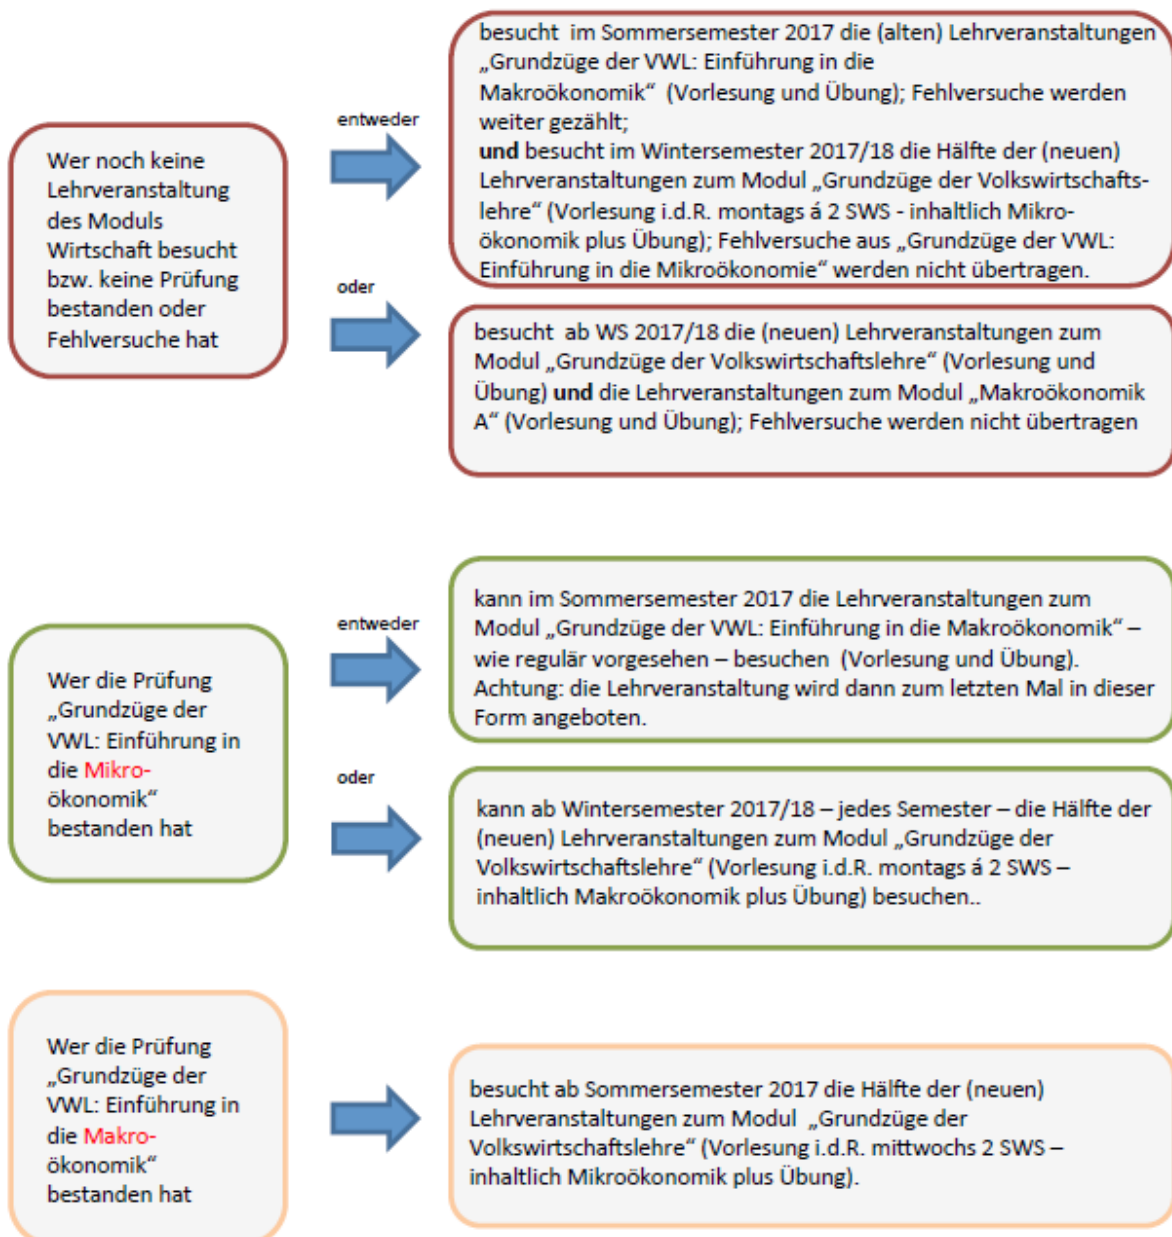 Wer noch keine
Lehrveranstaltung
des Moduls
Wirtschaft besucht
bzw. keine Prüfung
bestanden oder
Fehlversuche hat
entweder
besucht  im Sommersemester 2017 die (alten) Lehrveranstaltungen
„Grundzüge der VWL: Einführung in die
Makroökonomik“  (Vorlesung und Übung); Fehlversuche werden
weiter gezählt;
und besucht im Wintersemester 2017/18 die Hälfte der (neuen)
Lehrveranstaltungen zum Modul „Grundzüge der Volkswirtschafts-
lehre“ (Vorlesung i.d.R. montags á 2 SWS - inhaltlich Mikro-
ökonomik plus Übung); Fehlversuche aus „Grundzüge der VWL:
Einführung in die Mikroökonomie“ werden nicht übertragen.
oder
besucht  ab WS 2017/18 die (neuen) Lehrveranstaltungen zum
Modul „Grundzüge der Volkswirtschaftslehre“ (Vorlesung und
Übung) und die Lehrveranstaltungen zum Modul „Makroökonomik
A“ (Vorlesung und Übung); Fehlversuche werden nicht übertragen
Wer die Prüfung
„Grundzüge der
VWL: Einführung in
die Mikro-
ökonomik“
bestanden hat
entweder
kann im Sommersemester 2017 die Lehrveranstaltungen zum
Modul „Grundzüge der VWL: Einführung in die Makroökonomik“ –
wie regulär vorgesehen – besuchen  (Vorlesung und Übung).
Achtung: die Lehrveranstaltung wird dann zum letzten Mal in dieser
Form angeboten.
oder
kann ab Wintersemester 2017/18 – jedes Semester – die Hälfte der
(neuen) Lehrveranstaltungen zum Modul „Grundzüge der
Volkswirtschaftslehre“ (Vorlesung i.d.R. montags á 2 SWS –
inhaltlich Makroökonomik plus Übung) besuchen..
Wer die Prüfung
„Grundzüge der
VWL: Einführung in
die Makro-
ökonomik“
bestanden hat
besucht ab Sommersemester 2017 die Hälfte der (neuen)
Lehrveranstaltungen zum Modul  „Grundzüge der
Volkswirtschaftslehre“ (Vorlesung i.d.R. mittwochs 2 SWS –
inhaltlich Mikroökonomik plus Übung).